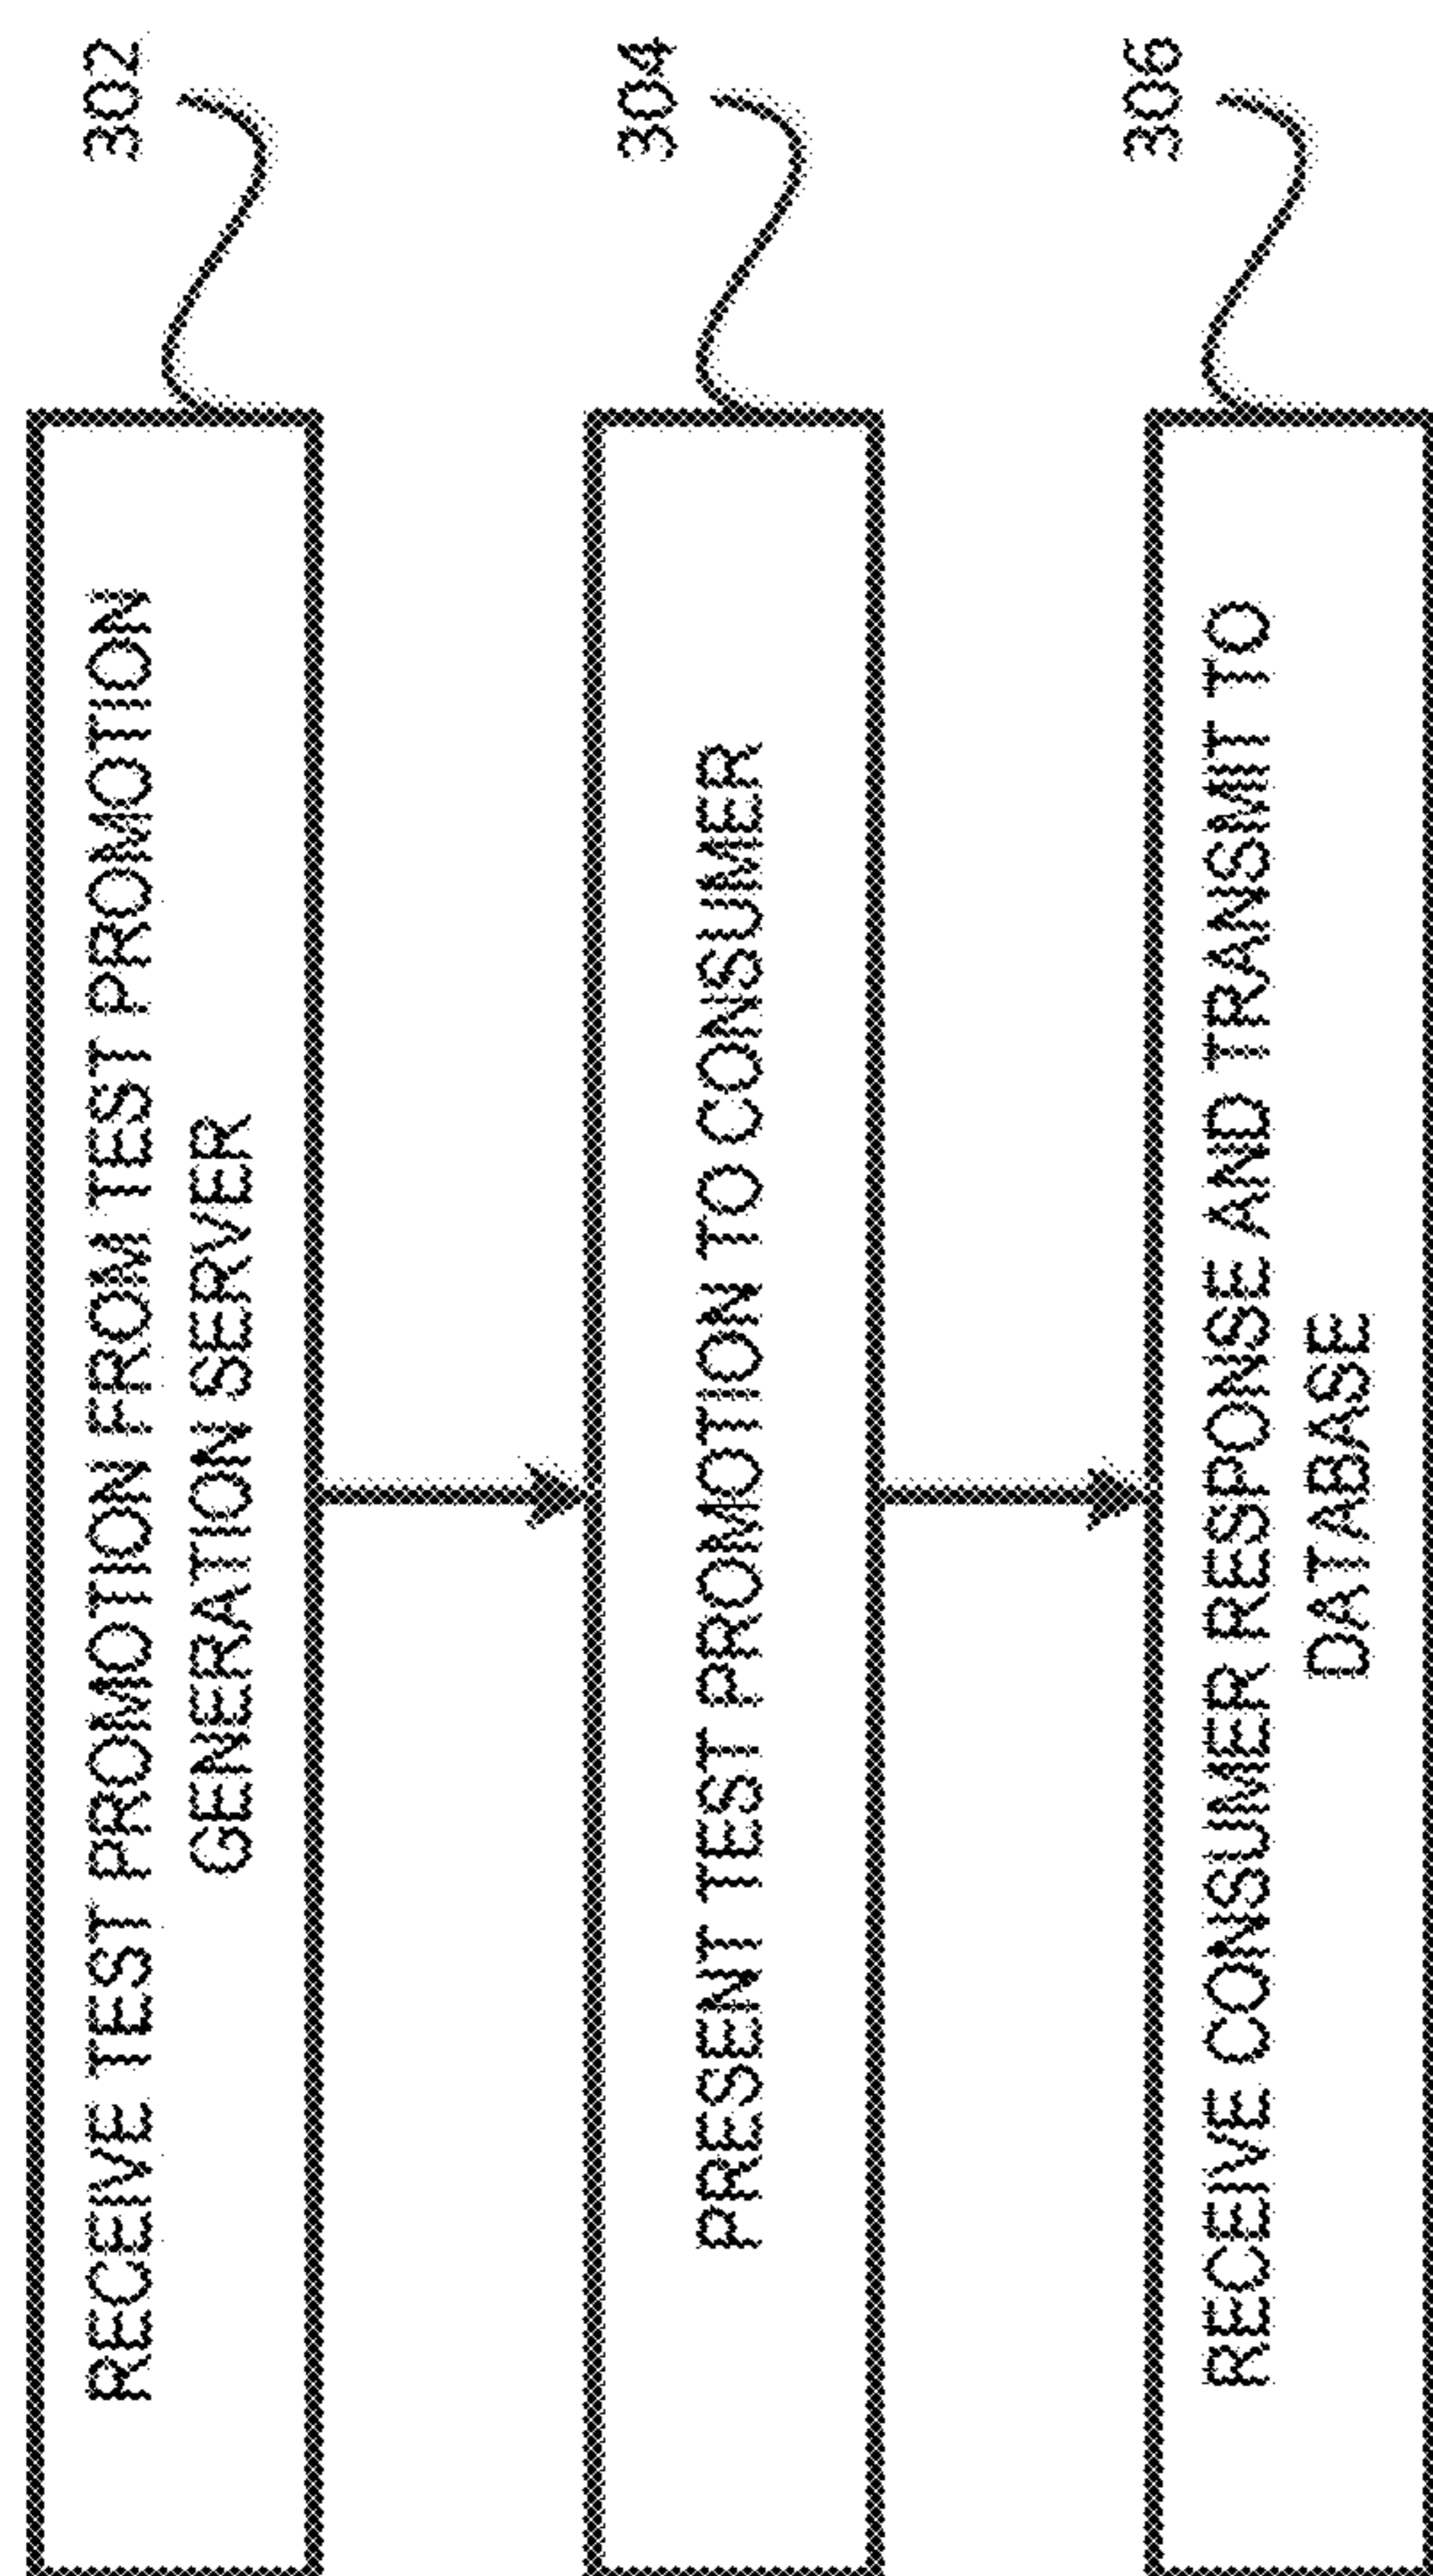 302
RECEIVE TEST PROMOTION FROM TEST PROMOTION
GENERATION SERVER
304
PRESENT TEST PROMOTION TO CONSUMER
306
RECEIVE CONSUMER RESPONSE AND TRANSMIT TO
DATABASE